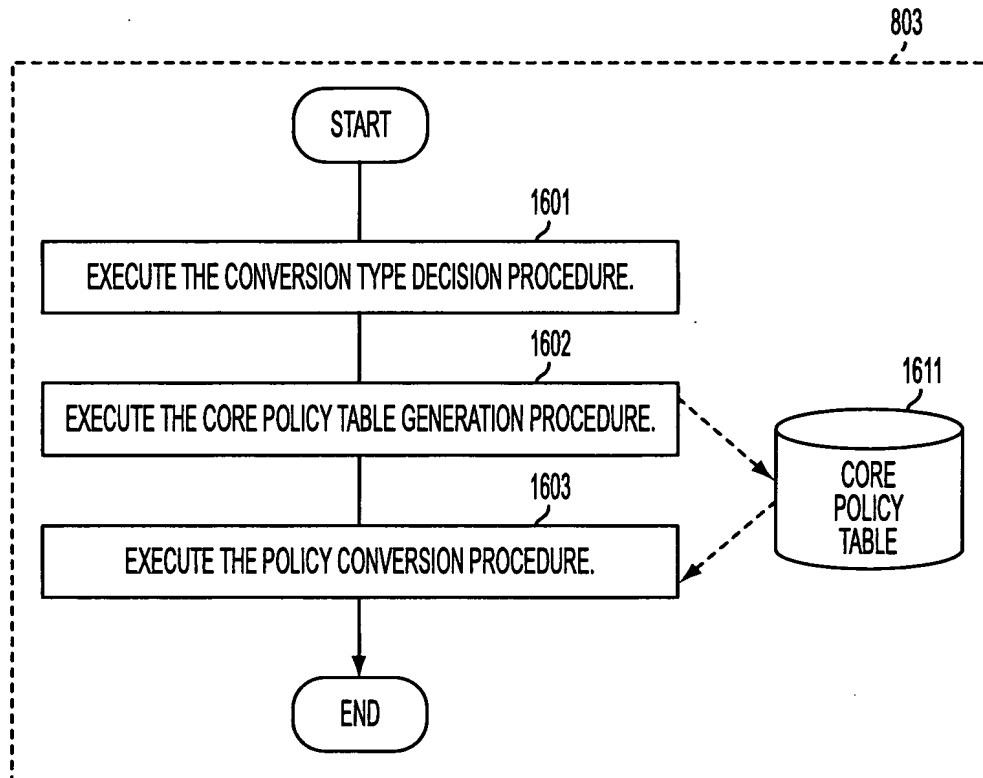 803
START
1601
EXECUTE THE CONVERSION TYPE DECISION PROCEDURE.
1602
EXECUTE THE CORE POLICY TABLE GENERATION PROCEDURE.
1611
CORE
POLICY
TABLE
1603
EXECUTE THE POLICY CONVERSION PROCEDURE.
END